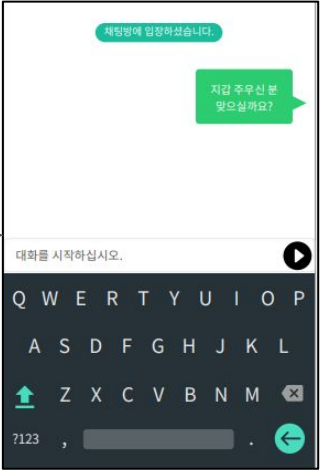 채팅방에 입장하셨습니다.
지갑 주우신 분
맞으실까요?
대화를 시작하십시오.
Q W E R T Y U I O P
A S D F G H J K L
Z X C V B N M
?123 , .